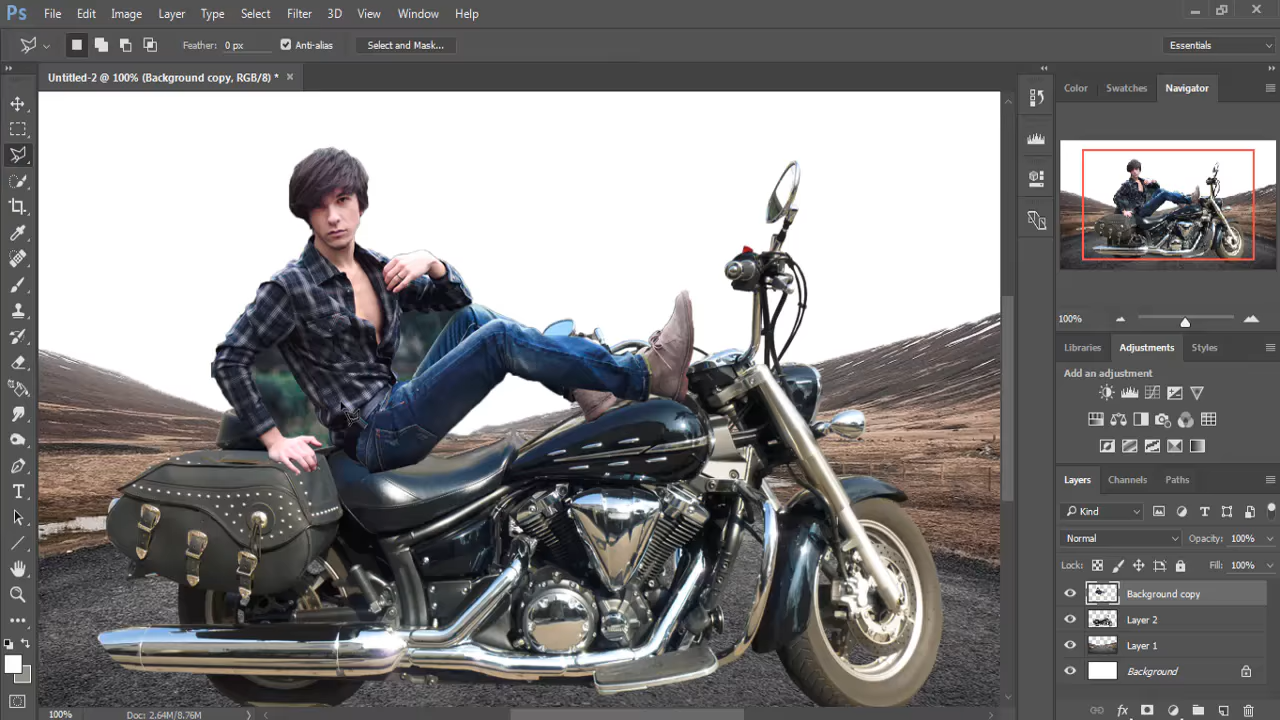 Ps File Edit Image Layer Type Select Filter 3D View Window Help
Feather: 0 px Anti-alias Select and Mask... Essentials
Untitled-2 @ 100% (Background copy, RGB/8) *
Color Swatches Navigator
100%
Libraries Adjustments Styles
Add an adjustment
Layers Channels Paths
Kind
Normal Opacity: 100%
Lock: Fill: 100%
Background copy
Layer 2
Layer 1
Background
fx
100% Doc: 2.64M/8.76M